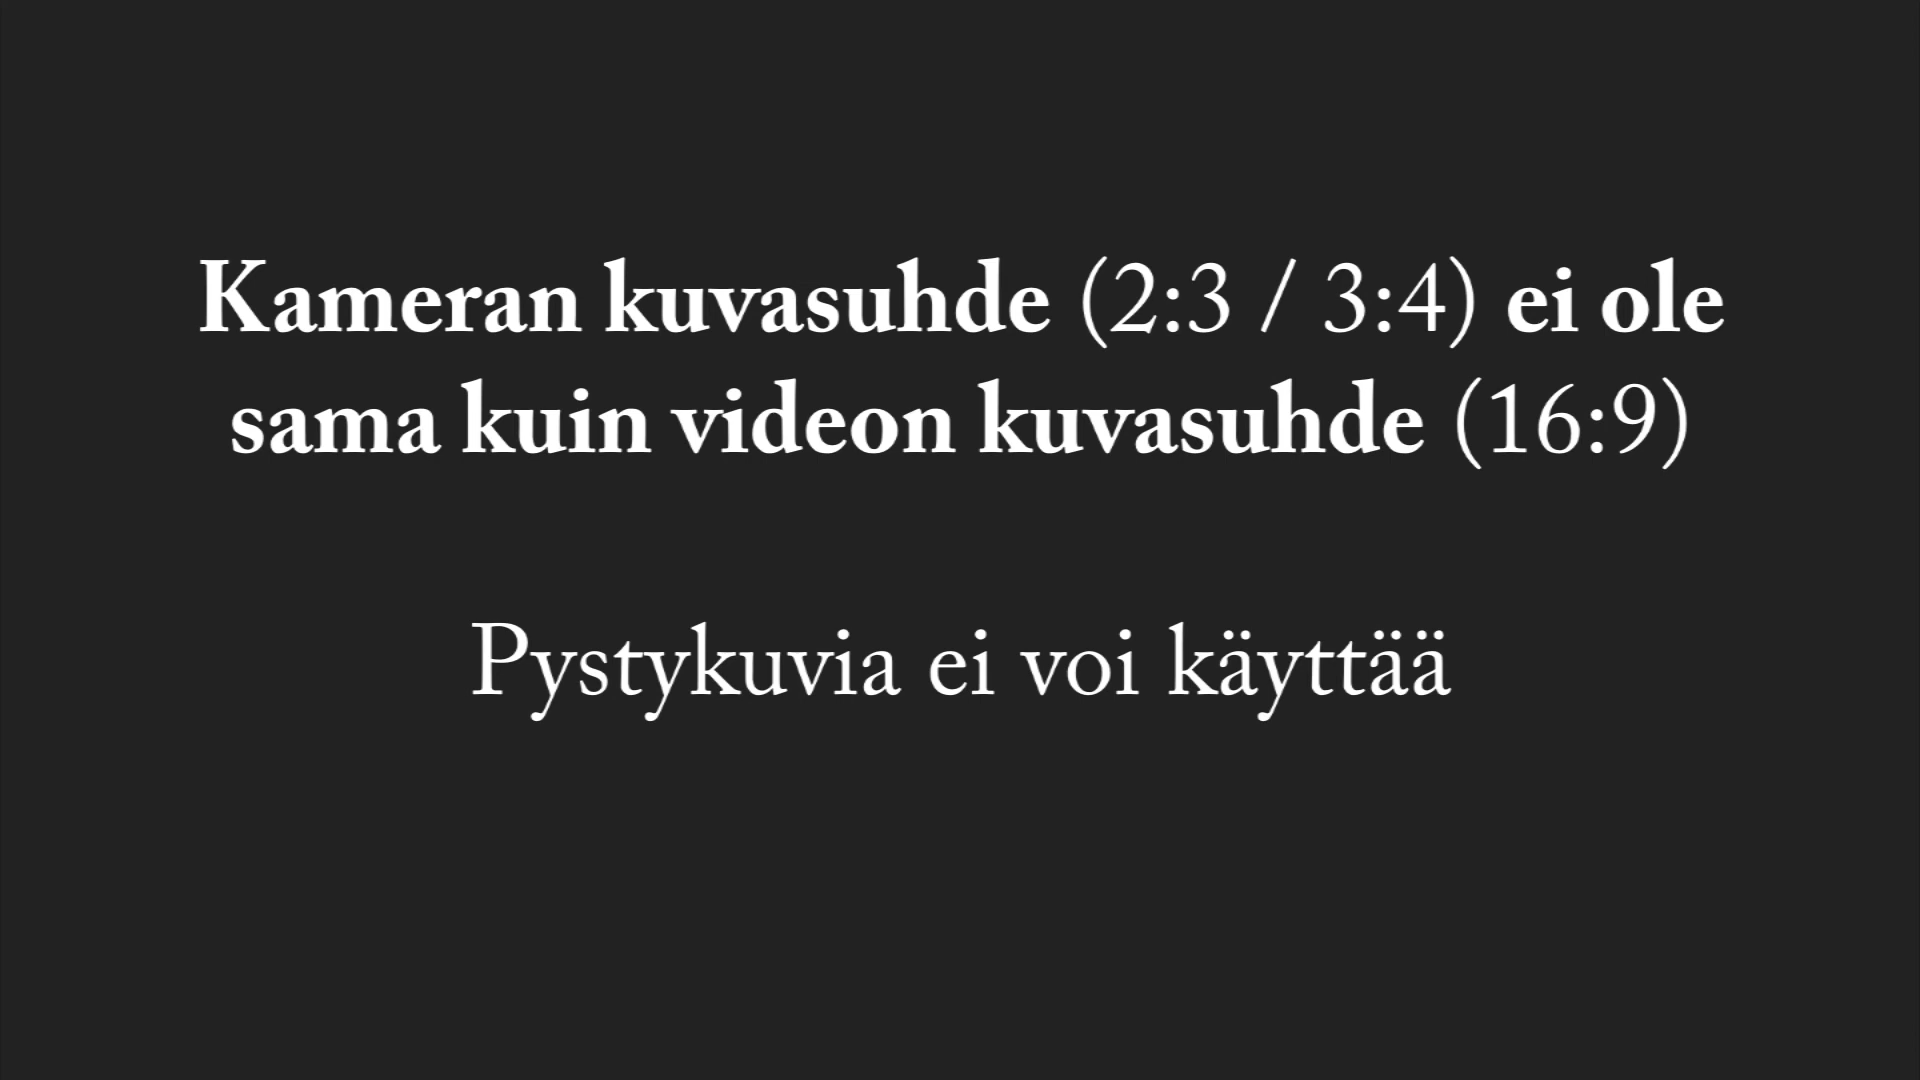 Kameran kuvasuhde (2:3 / 3:4) ei ole
sama kuin videon kuvasuhde (16:9)
Pystykuvia ei voi käyttää